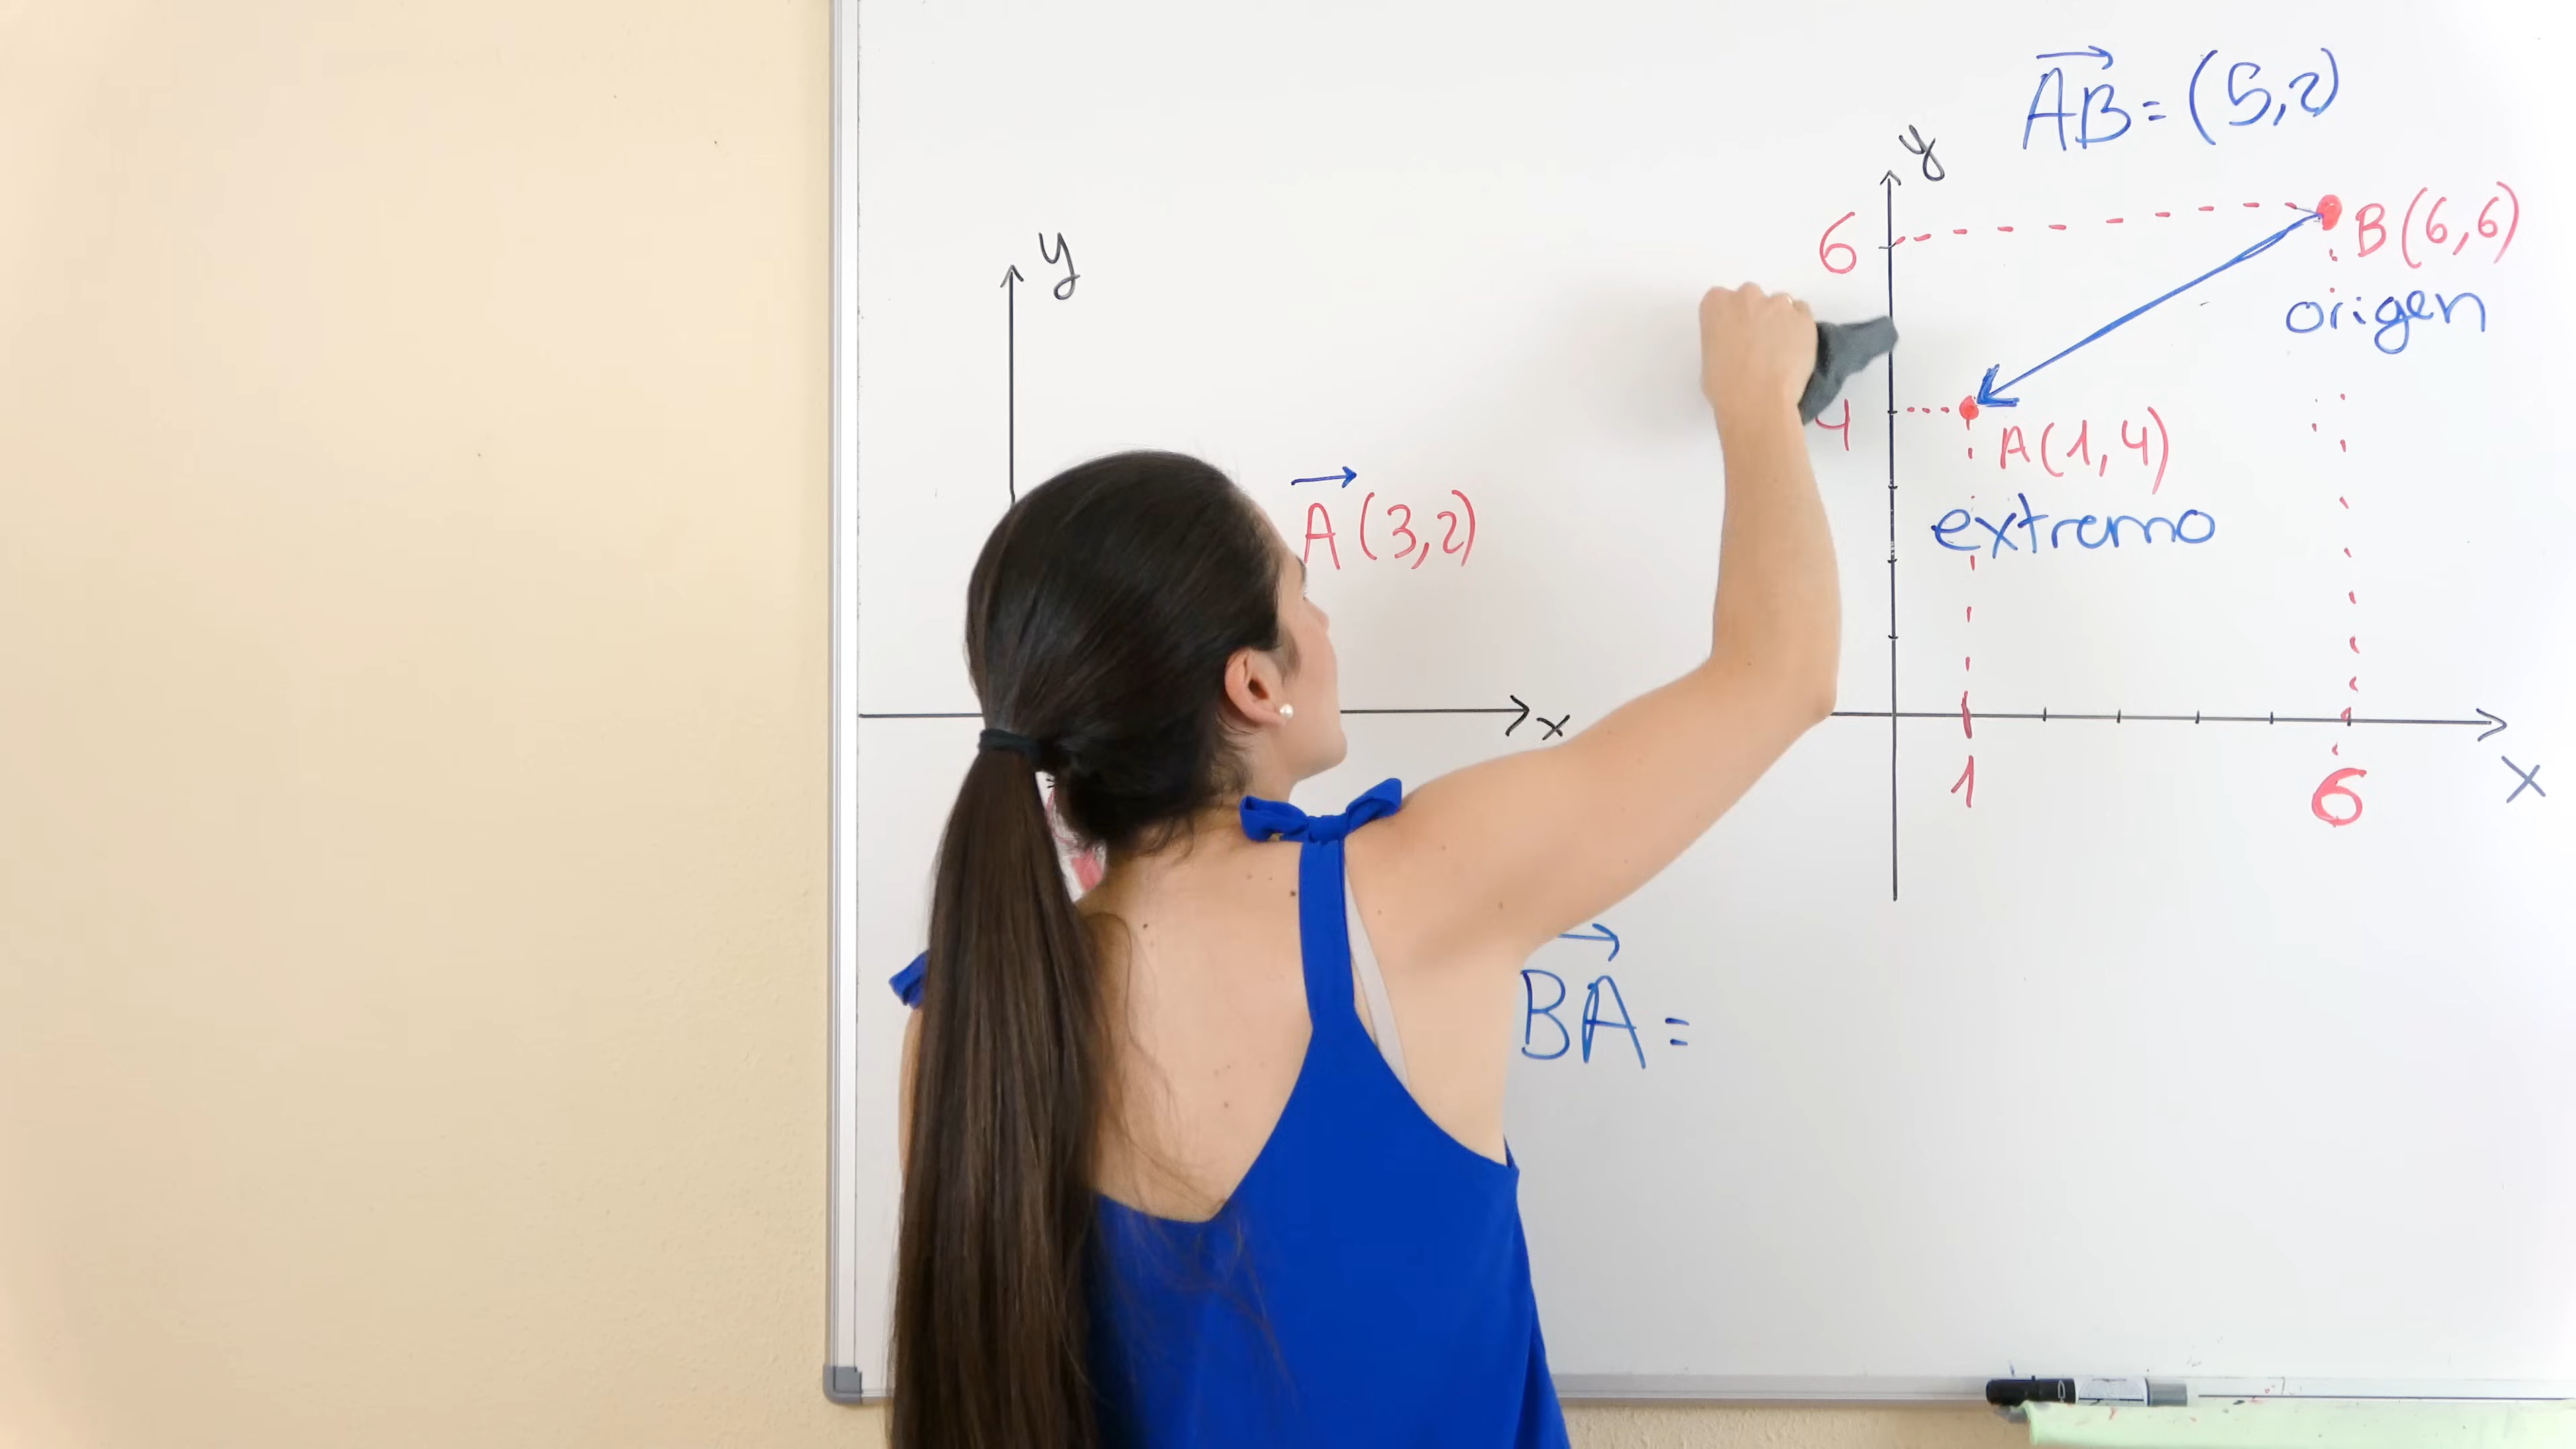 y
A (3,2)
x
BA =
AB = (5,2)
y
6
B (6,6)
origen
4
A (1,4)
extremo
1
6
x